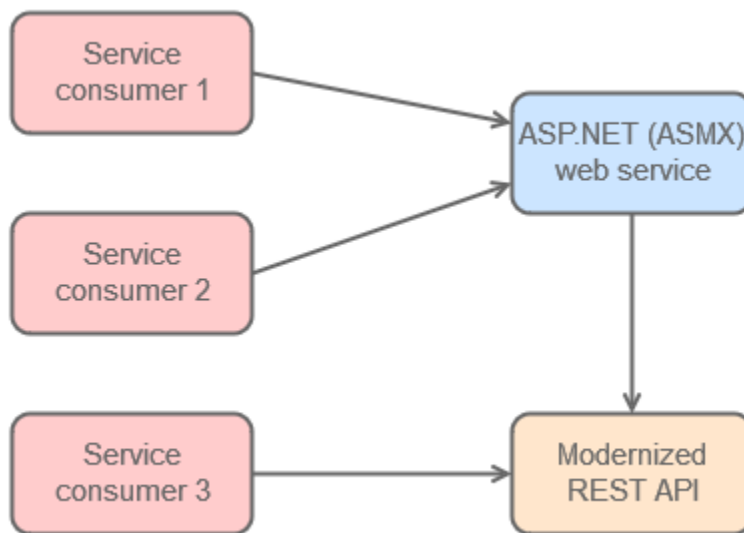 Service
consumer 1
ASP.NET (ASMX)
web service
Service
consumer 2
Service
consumer 3
Modernized
REST API